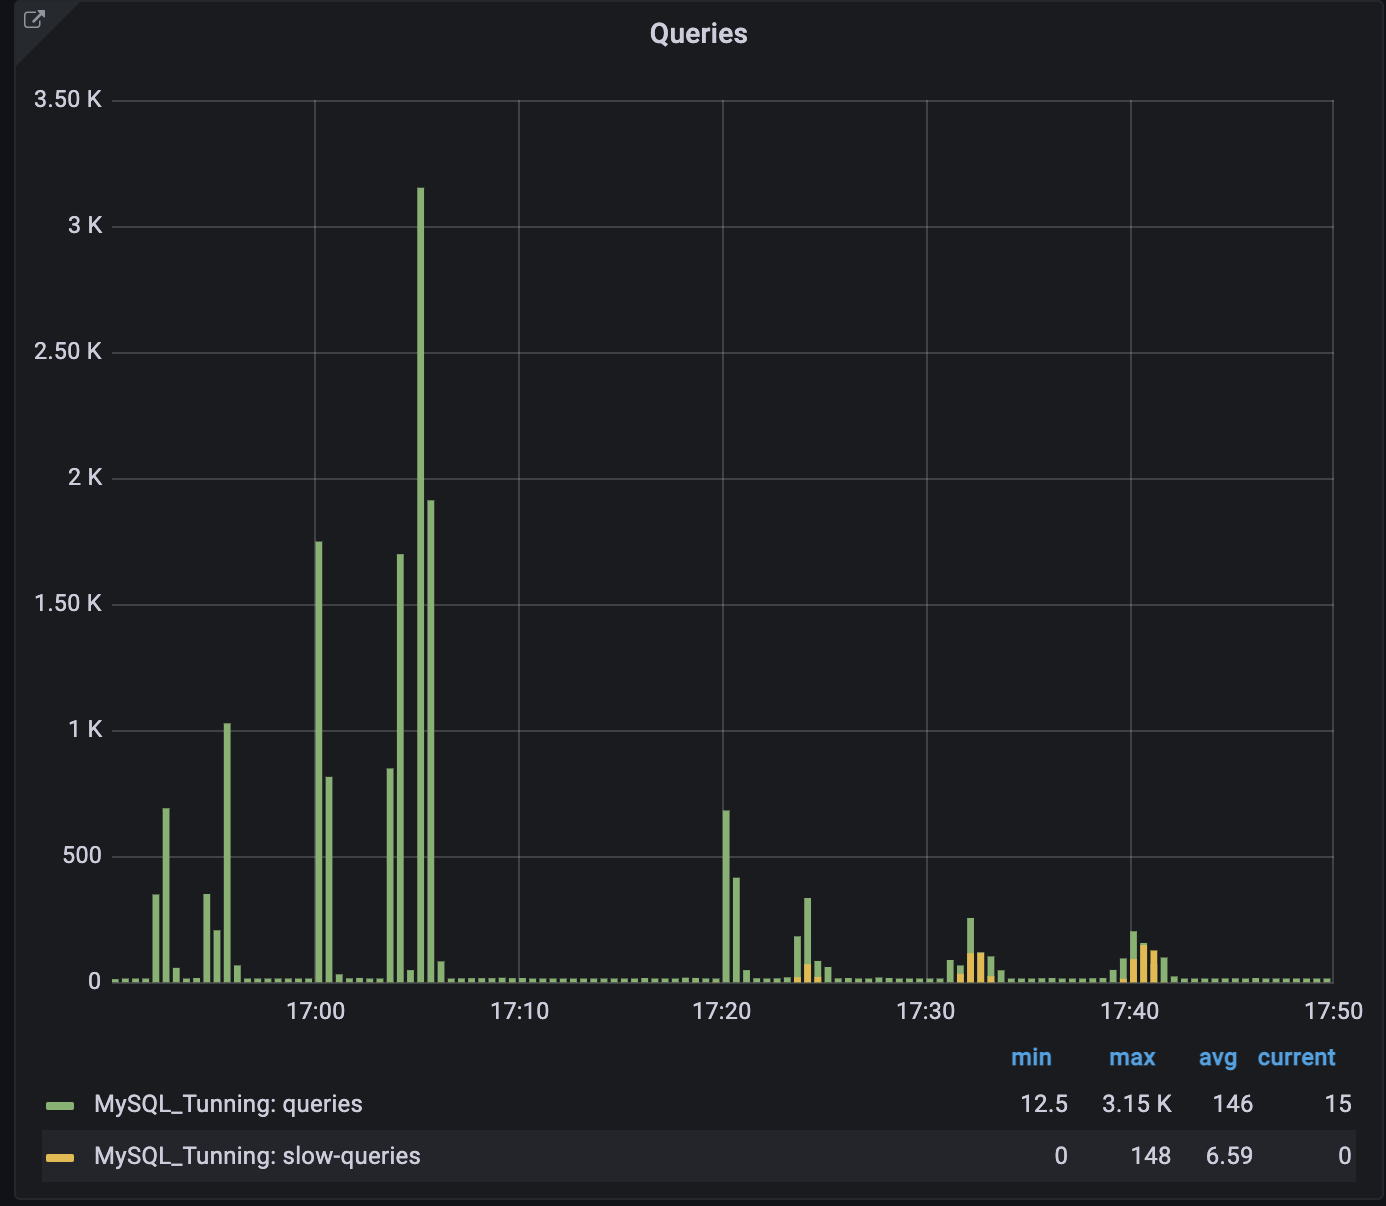 Queries
3.50 K
3 K
2.50 K
2 K
1.50 K
1 K
500
0
17:00 17:10 17:20 17:30 17:40 17:50
min max avg current
MySQL_Tunning: queries 12.5 3.15 K 146 15
MySQL_Tunning: slow-queries 0 148 6.59 0